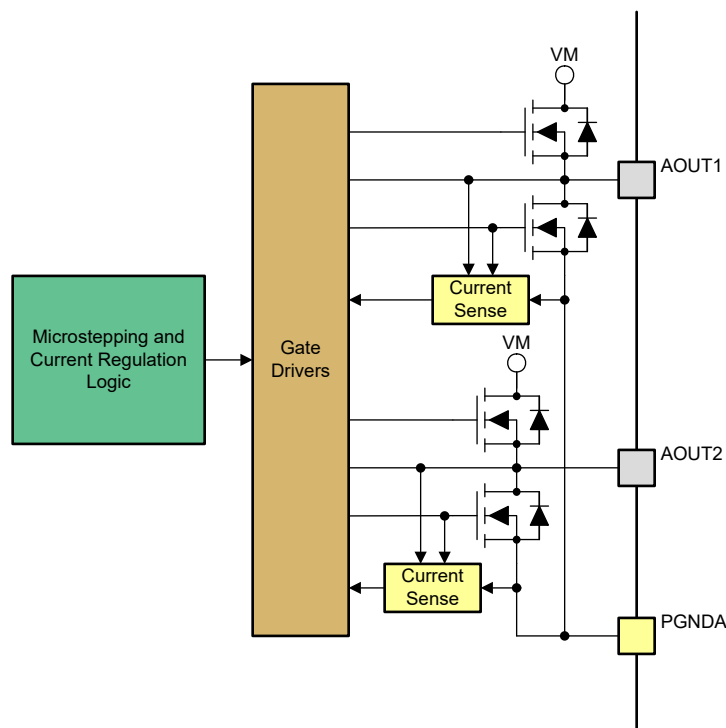 VM
AOUT1
Current
Sense
Microstepping and
Current Regulation
Logic
Gate
Drivers
VM
AOUT2
Current
Sense
PGNDA